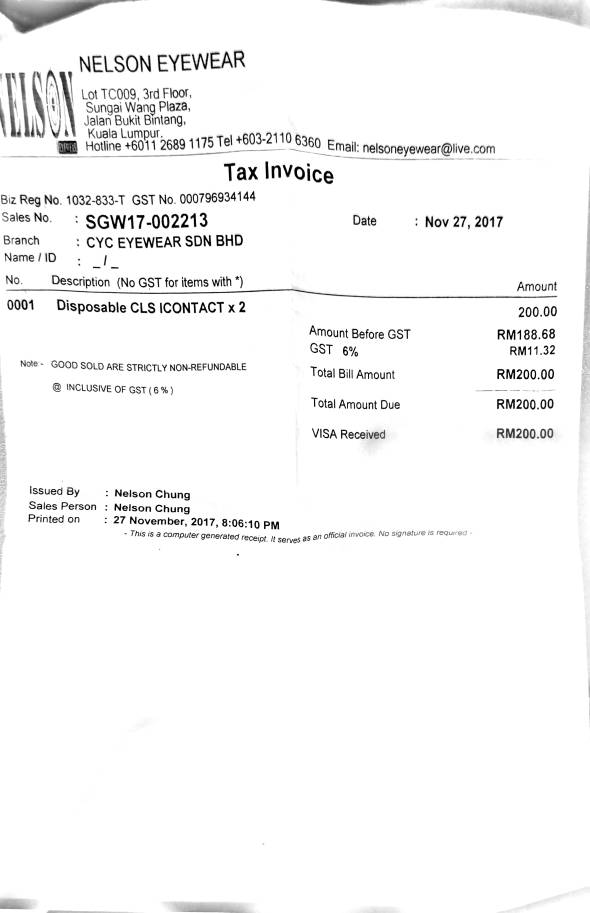 NELSON
NELSON EYEWEAR
Lot TC009, 3rd Floor,
Sungai Wang Plaza,
Jalan Bukit Bintang,
Kuala Lumpur.
Hotline +6011 2689 1175 Tel +603-2110 6360 Email: nelsoneyewear@live.com
Tax Invoice
Biz Reg No. 1032-833-T GST No. 000796934144
Sales No. : SGW17-002213 Date : Nov 27, 2017
Branch : CYC EYEWEAR SDN BHD
Name / ID : _/_
No. Description (No GST for items with *) Amount
0001 Disposable CLS ICONTACT x 2 200.00
Amount Before GST RM188.68
GST 6% RM11.32
Note - GOOD SOLD ARE STRICTLY NON-REFUNDABLE
Total Bill Amount RM200.00
@ INCLUSIVE OF GST ( 6 % )
Total Amount Due RM200.00
VISA Received RM200.00
Issued By : Nelson Chung
Sales Person : Nelson Chung
Printed on : 27 November, 2017, 8:06:10 PM
- This is a computer generated receipt. It serves as an official invoice. No signature is required -